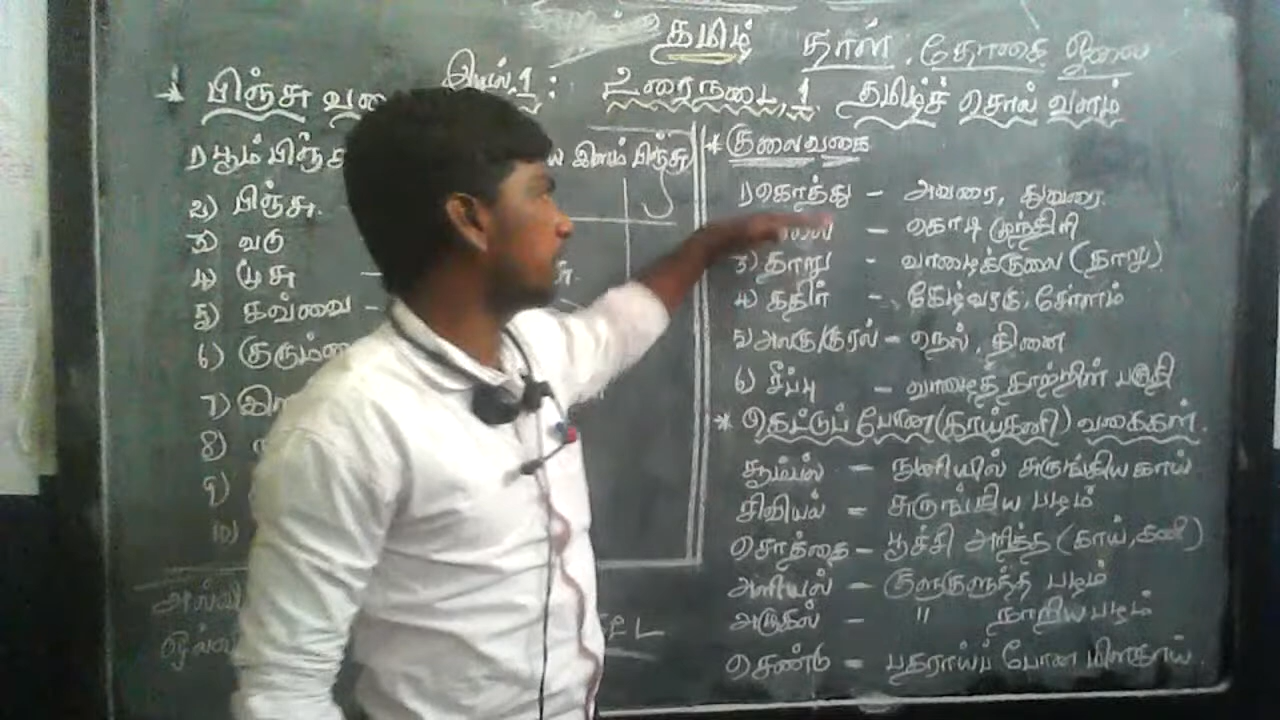 தமிழ் தாள், தோகை ஓலை
இயல்,1: உரைநடை,1. தமிழ்ச் சொல் வளம்
* பிஞ்சு
1) பூம்பிஞ்சு இளம் பிஞ்சு
2) பிஞ்சு.
3) வடு
4) மூசு -
5) கவ்வை -
6) குரும்பை
7)
8)
9)
10)
* குலைவகை
1) கொத்து - அவரை, துவரை.
- கொடி முந்திரி
3) தாறு - வாழைக்குலை (தாறு)
4) கதிர் - கேழ்வரகு, சோளம்
5) அலகு/குரல் - நெல், தினை
6) சீப்பு - வாழைத் தாற்றின் பகுதி
* கெட்டுப் போன (காய்கனி) வகைகள்.
சூம்பல் - நுனியில் சுருங்கிய காய்
சிவியல் - சுருங்கிய பழம்
சொத்தை - பூச்சி அரித்த (காய், கனி)
அளியல் - குளுகுளுத்த பழம்
அழுகல் - " நாறிய பழம்
சொண்டு - பதராய்ப் போன மிளகாய்.